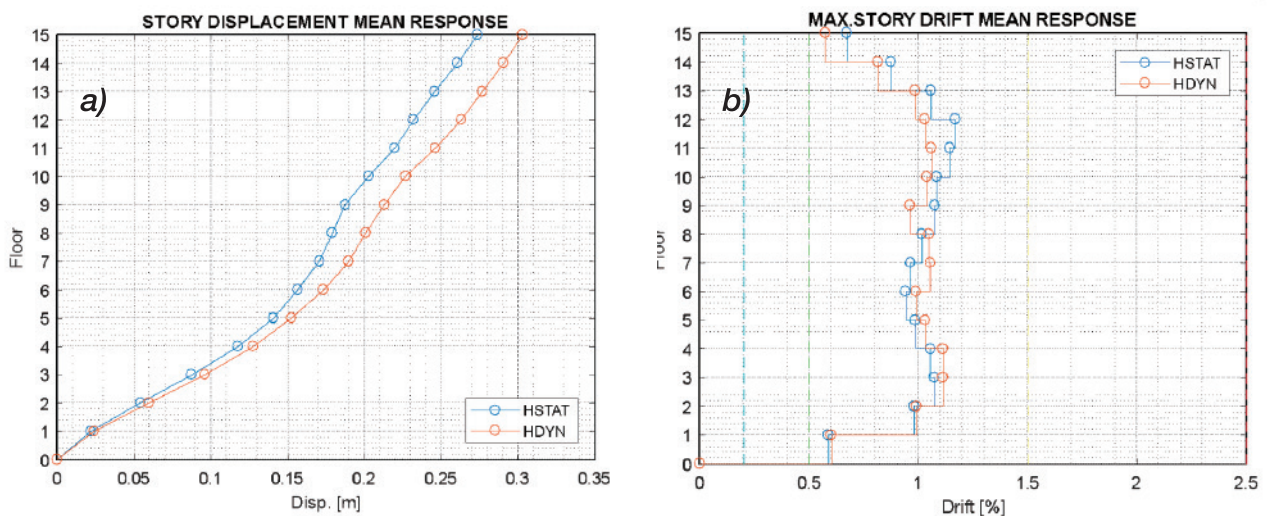 STORY DISPLACEMENT MEAN RESPONSE
a)
15
14
13
12
11
10
9
8
7
6
5
4
3
2
1
0
Floor
HSTAT
HDYN
0 0.05 0.1 0.15 0.2 0.25 0.3 0.35
Disp. [m]
MAX.STORY DRIFT MEAN RESPONSE
b)
15
14
13
12
11
10
9
8
7
6
5
4
3
2
1
0
Floor
HSTAT
HDYN
0 0.5 1 1.5 2 2.5
Drift [%]